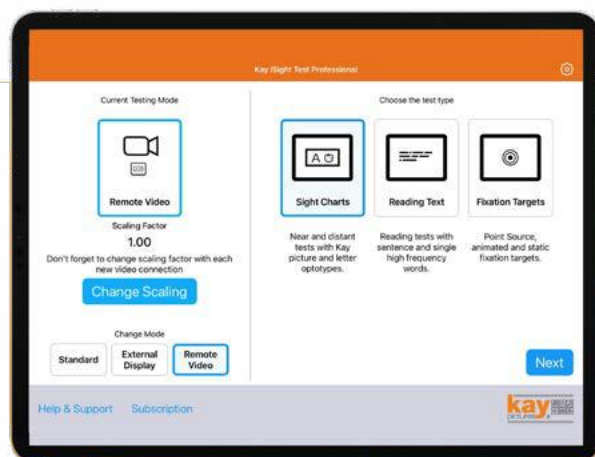 Kay iSight Test Professional
Current Testing Mode
Remote Video
Scaling Factor
1.00
Don't forget to change scaling factor with each
new video connection
Change Scaling
Change Mode
Standard
External
Display
Remote
Video
Choose the test type
A
Sight Charts
Near and distant
tests with Kay
picture and letter
optotypes.
Reading Text
Reading tests with
sentence and single
high frequency
words.
Fixation Targets
Point Source,
animated and static
fixation targets.
Next
Help & Support
Subscription
kay
pictures